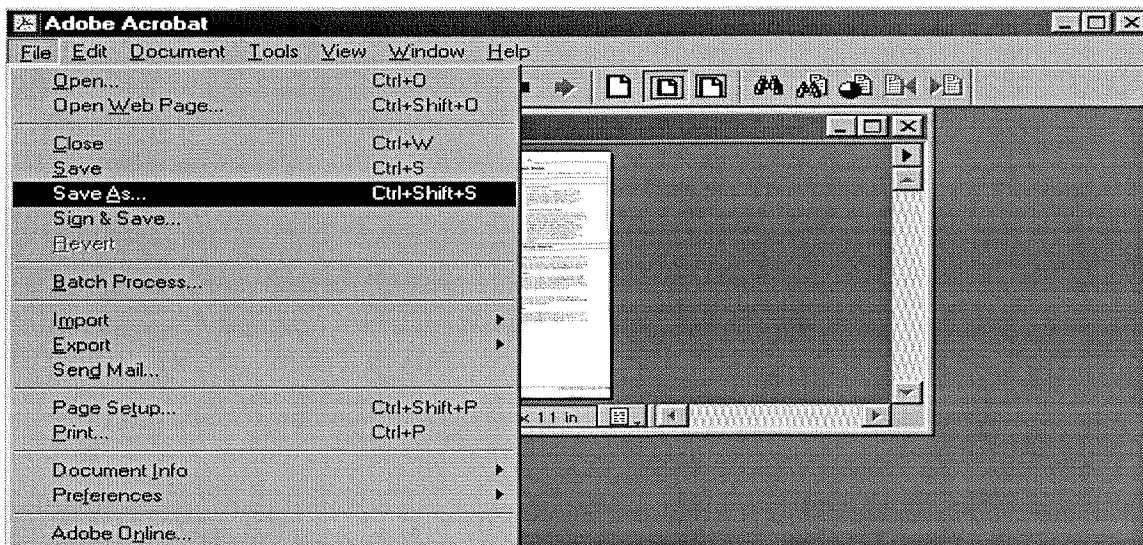 Adobe Acrobat
File Edit Document Tools View Window Help
Open... Ctrl+O
Open Web Page... Ctrl+Shift+O
Close Ctrl+W
Save Ctrl+S
Save As... Ctrl+Shift+S
Sign & Save...
Revert
Batch Process...
Import
Export
Send Mail...
Page Setup... Ctrl+Shift+P
x 11 in
Print... Ctrl+P
Document Info
Preferences
Adobe Online...